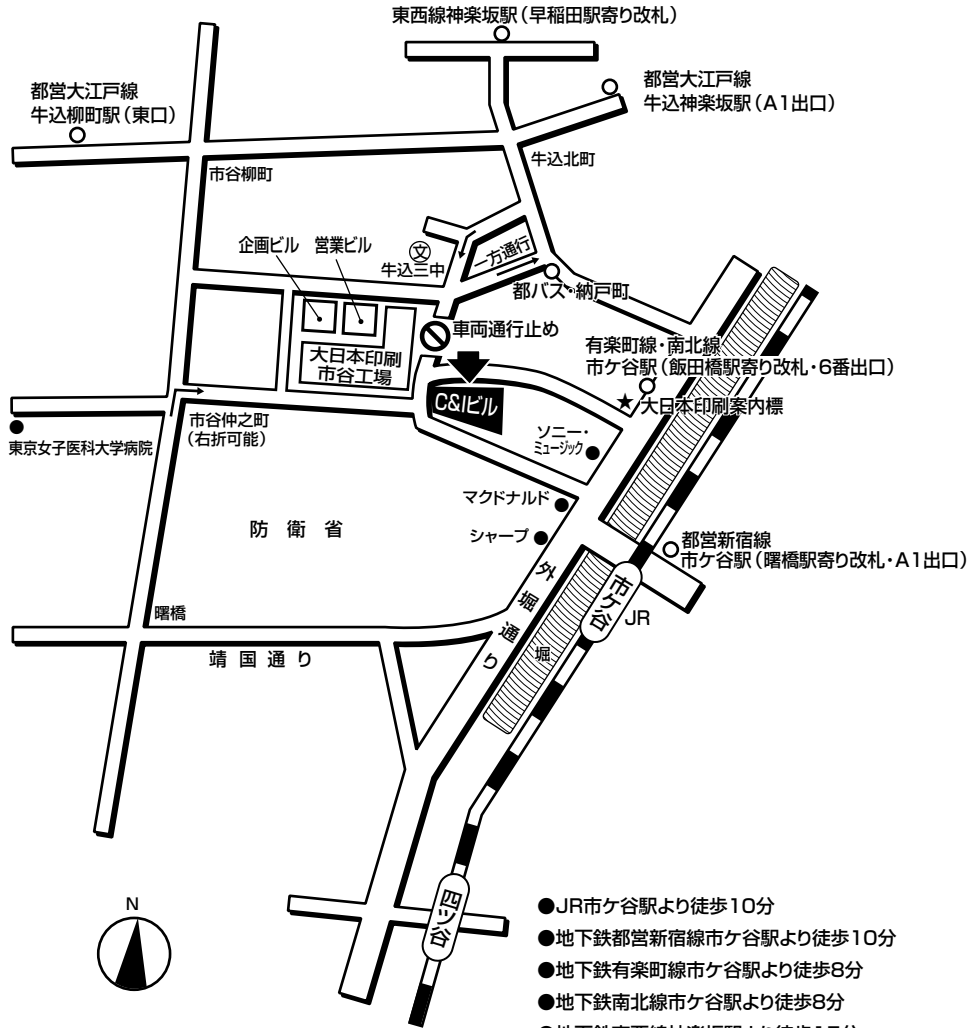 東西線神楽坂駅(早稲田駅寄り改札)
都営大江戸線
牛込柳町駅(東口)
都営大江戸線
牛込神楽坂駅(A1出口)
市谷柳町
牛込北町
企画ビル
営業ビル
文
牛込三中
一方通行
都バス・納戸町
車両通行止め
大日本印刷
市谷工場
有楽町線・南北線
市ケ谷駅(飯田橋駅寄り改札・6番出口)
C&Iビル
★大日本印刷案内標
市谷仲之町
(右折可能)
東京女子医科大学病院
ソニー・
ミュージック
マクドナルド
シャープ
防衛省
都営新宿線
市ケ谷駅(曙橋駅寄り改札・A1出口)
外堀通り
市ケ谷
JR
堀
曙橋
靖国通り
四ツ谷
N
●JR市ケ谷駅より徒歩10分
●地下鉄都営新宿線市ケ谷駅より徒歩10分
●地下鉄有楽町線市ケ谷駅より徒歩8分
●地下鉄南北線市ケ谷駅より徒歩8分